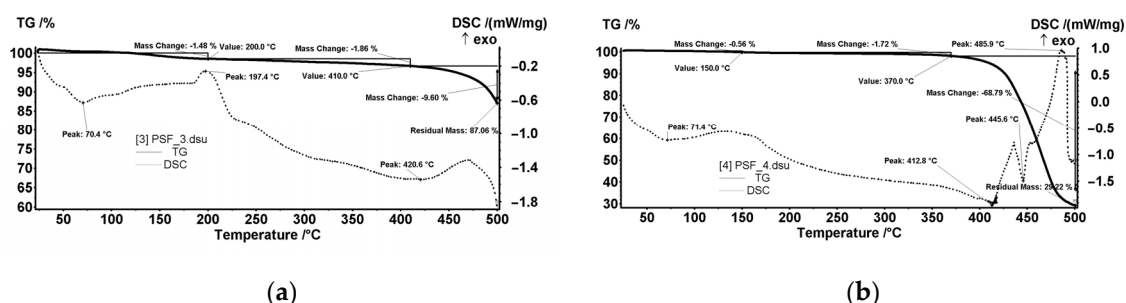 TG /%
DSC /(mW/mg)
↑ exo
Mass Change: -1.48 %
Value: 200.0 °C
Mass Change: -1.86 %
Value: 410.0 °C
Peak: 197.4 °C
Mass Change: -9.60 %
Residual Mass: 87.06 %
Peak: 70.4 °C
[3] PSF_3.dsu
TG
DSC
Peak: 420.6 °C
100
95
90
85
80
75
70
65
60
−0.2
−0.6
−1.0
−1.4
−1.8
50 100 150 200 250 300 350 400 450 500
Temperature /°C
(a)
TG /%
DSC /(mW/mg)
↑ exo
Mass Change: -0.56 %
Mass Change: -1.72 %
Peak: 485.9 °C
Value: 150.0 °C
Value: 370.0 °C
Mass Change: -68.79 %
Peak: 71.4 °C
445.6 °C
Peak:
412.8 °C
Peak:
[4] PSF_4.dsu
TG
DSC
Residual Mass: 29.22 %
100
90
80
70
60
50
40
30
1.0
0.5
0.0
−0.5
−1.0
−1.5
50 100 150 200 250 300 350 400 450 500
Temperature /°C
(b)